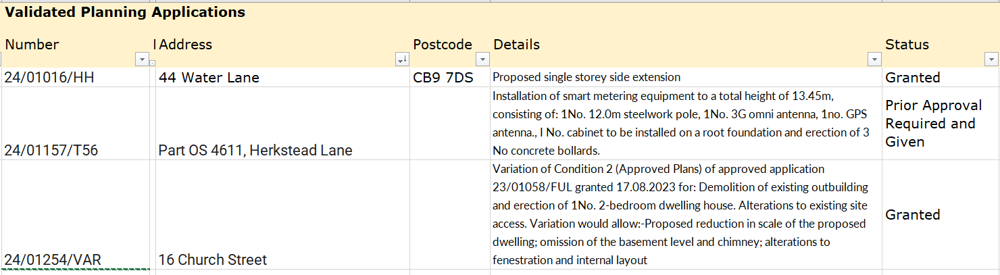 Validated Planning Applications
Number Address Postcode Details Status
24/01016/HH 44 Water Lane CB9 7DS Proposed single storey side extension Granted
Installation of smart metering equipment to a total height of 13.45m,
consisting of: 1No. 12.0m steelwork pole, 1No. 3G omni antenna, 1no. GPS
antenna., I No. cabinet to be installed on a root foundation and erection of 3
No concrete bollards.
24/01157/T56 Part OS 4611, Herkstead Lane
Prior Approval
Required and
Given
Variation of Condition 2 (Approved Plans) of approved application
23/01058/FUL granted 17.08.2023 for: Demolition of existing outbuilding
and erection of 1No. 2-bedroom dwelling house. Alterations to existing site
access. Variation would allow:-Proposed reduction in scale of the proposed
dwelling; omission of the basement level and chimney; alterations to
fenestration and internal layout
24/01254/VAR 16 Church Street
Granted